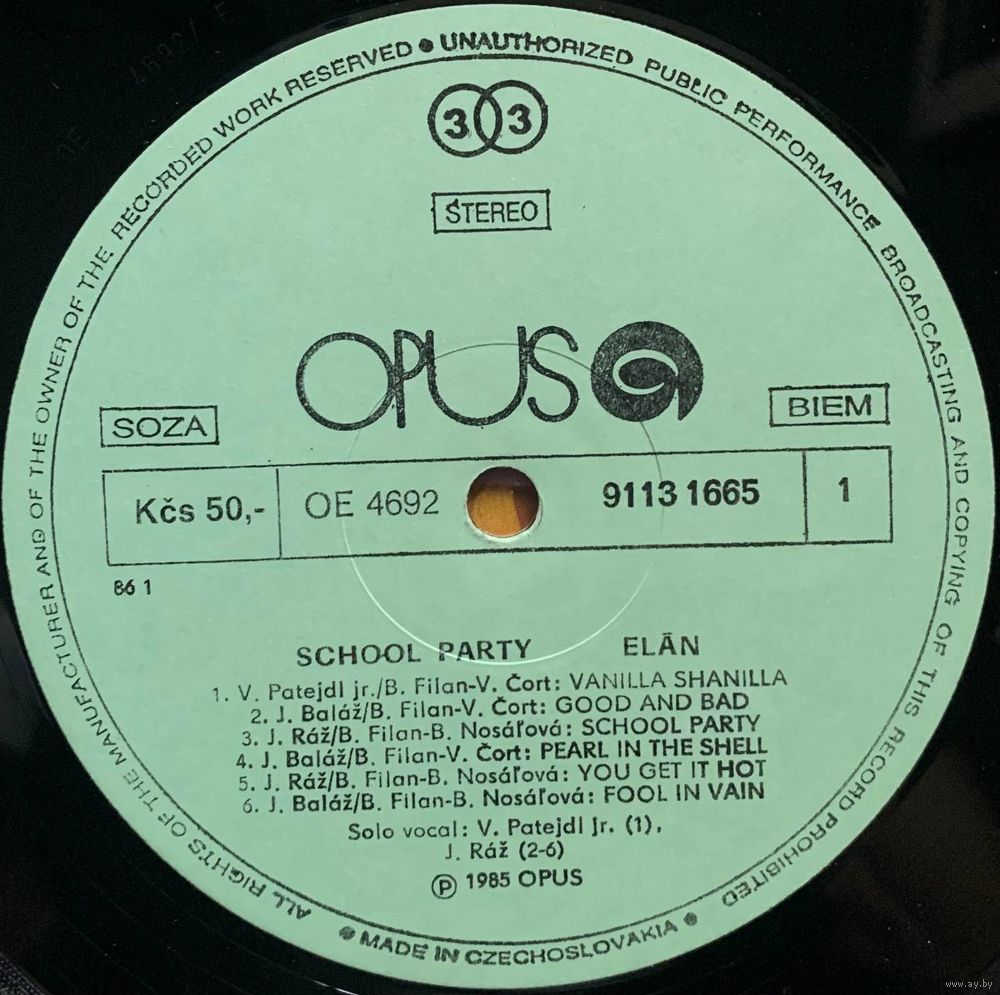 ALL RIGHTS OF THE MANUFACTURER AND OF THE OWNER OF THE RECORDED WORK RESERVED ● UNAUTHORIZED PUBLIC PERFORMANCE BROADCASTING AND COPYING OF THIS RECORD PROHIBITED ● MADE IN CZECHOSLOVAKIA ●
33
STEREO
OPUS
SOZA
BIEM
Kčs 50,- OE 4692 9113 1665 1
86 1
SCHOOL PARTY ELÁN
1. V. Patejdl jr./B. Filan-V. Čort: VANILLA SHANILLA
2. J. Baláž/B. Filan-V. Čort: GOOD AND BAD
3. J. Ráž/B. Filan-B. Nosáľová: SCHOOL PARTY
4. J. Baláž/B. Filan-V. Čort: PEARL IN THE SHELL
5. J. Ráž/B. Filan-B. Nosáľová: YOU GET IT HOT
6. J. Baláž/B. Filan-B. Nosáľová: FOOL IN VAIN
Solo vocal: V. Patejdl jr. (1),
J. Ráž (2-6)
Ⓟ 1985 OPUS
www.ay.by